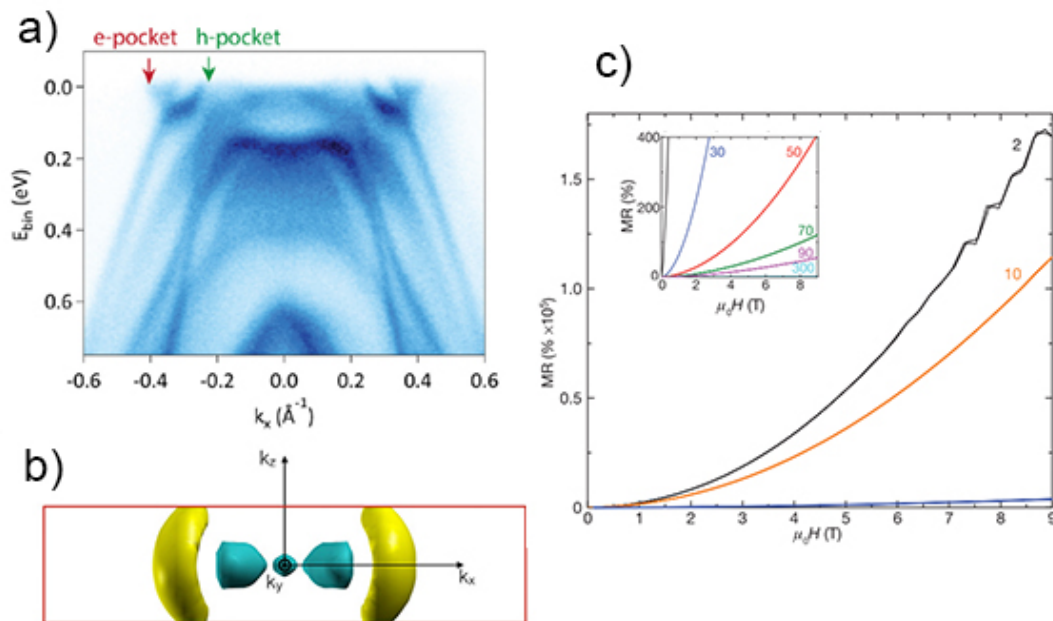 a)
e-pocket h-pocket
0.0
0.2
0.4
0.6
E_bin (eV)
-0.6 -0.4 -0.2 0.0 0.2 0.4 0.6
k_x (Å⁻¹)
b)
k_z
k_y
k_x
c)
400
200
0
MR (%)
30
50
70
90
300
0 2 4 6 8
μ₀H (T)
2
10
1.5
1.0
0.5
0
MR (% ×10⁵)
0 1 2 3 4 5 6 7 8 9
μ₀H (T)